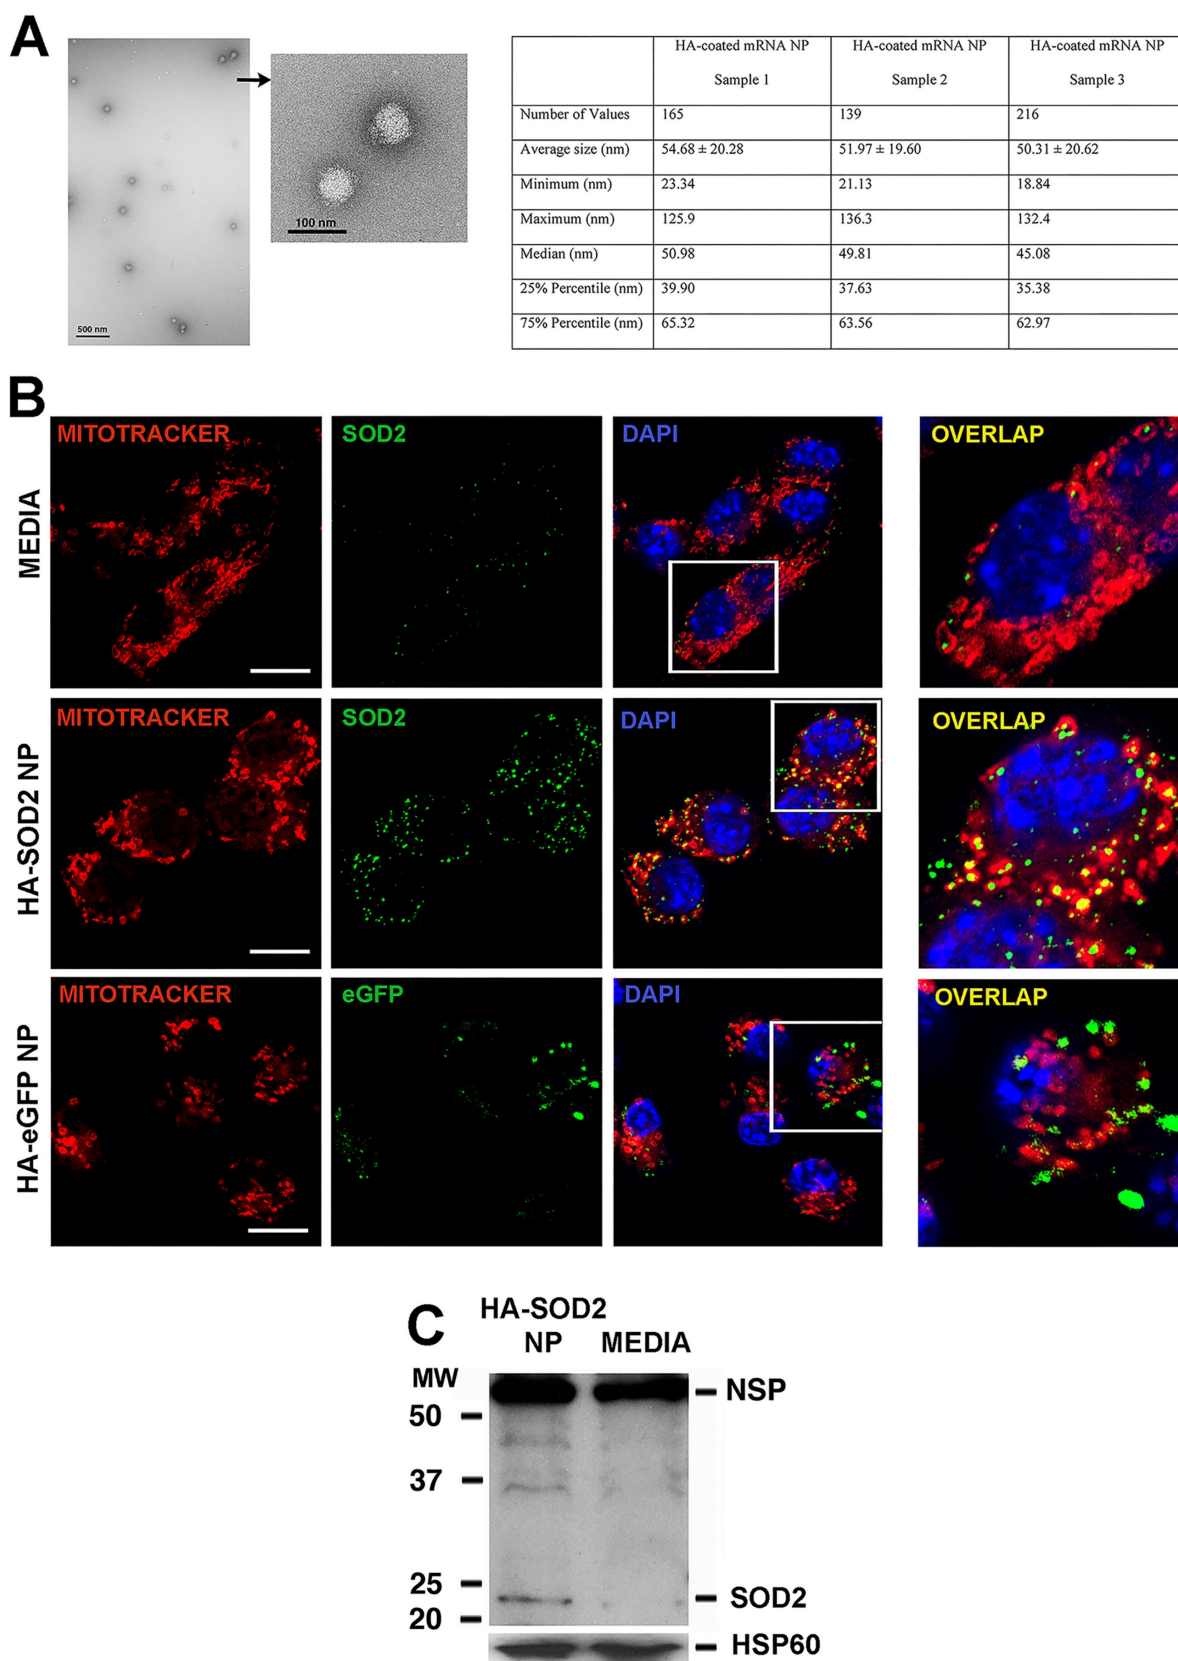 A
500 nm
100 nm
HA-coated mRNA NP Sample 1 HA-coated mRNA NP Sample 2 HA-coated mRNA NP Sample 3
Number of Values 165 139 216
Average size (nm) 54.68 ± 20.28 51.97 ± 19.60 50.31 ± 20.62
Minimum (nm) 23.34 21.13 18.84
Maximum (nm) 125.9 136.3 132.4
Median (nm) 50.98 49.81 45.08
25% Percentile (nm) 39.90 37.63 35.38
75% Percentile (nm) 65.32 63.56 62.97
B
MEDIA
MITOTRACKER SOD2 DAPI OVERLAP
HA-SOD2 NP
MITOTRACKER SOD2 DAPI OVERLAP
HA-eGFP NP
MITOTRACKER eGFP DAPI OVERLAP
C
HA-SOD2
NP MEDIA
MW
NSP
50
37
25
SOD2
20
HSP60